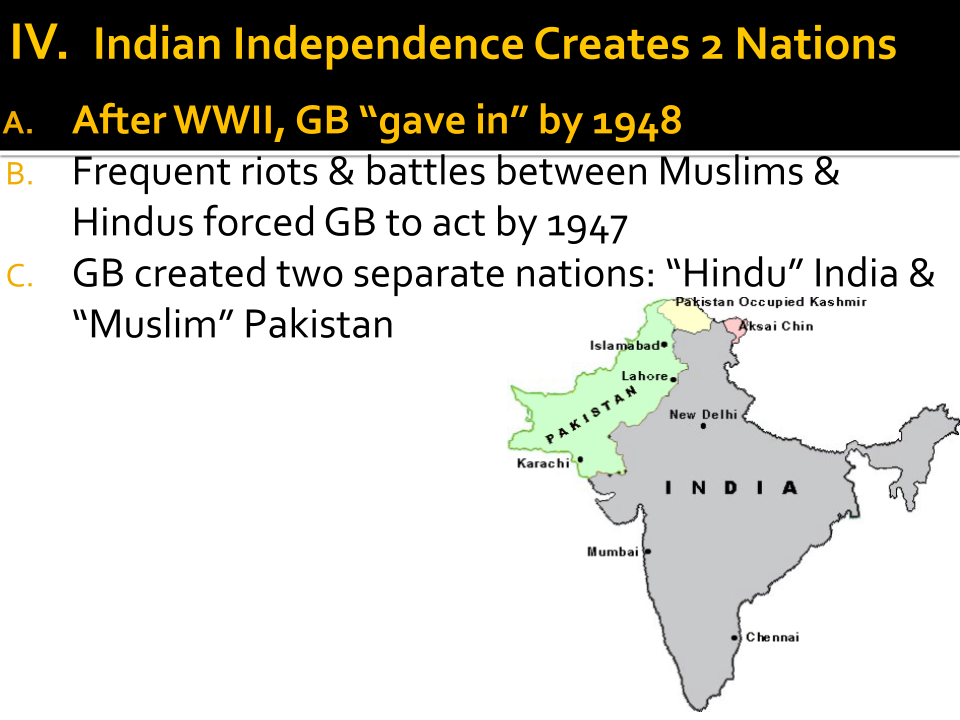 IV. Indian Independence Creates 2 Nations
A. After WWII, GB “gave in” by 1948
B. Frequent riots & battles between Muslims &
Hindus forced GB to act by 1947
C. GB created two separate nations: “Hindu” India &
“Muslim” Pakistan
Pakistan Occupied Kashmir
Aksai Chin
Islamabad
Lahore
PAKISTAN
New Delhi
Karachi
INDIA
Mumbai
Chennai